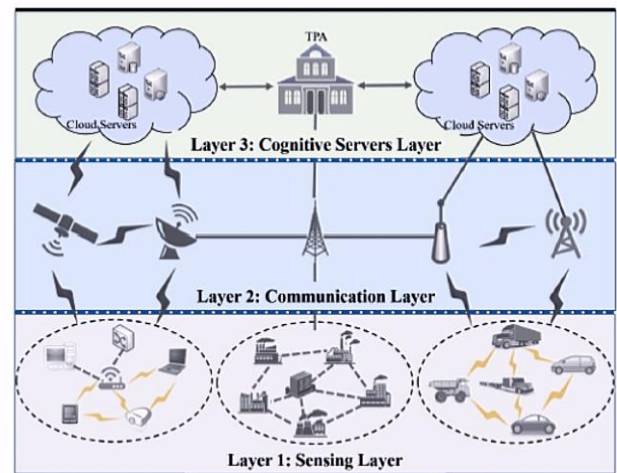 TPA
Cloud Servers
Cloud Servers
Layer 3: Cognitive Servers Layer
Layer 2: Communication Layer
Layer 1: Sensing Layer